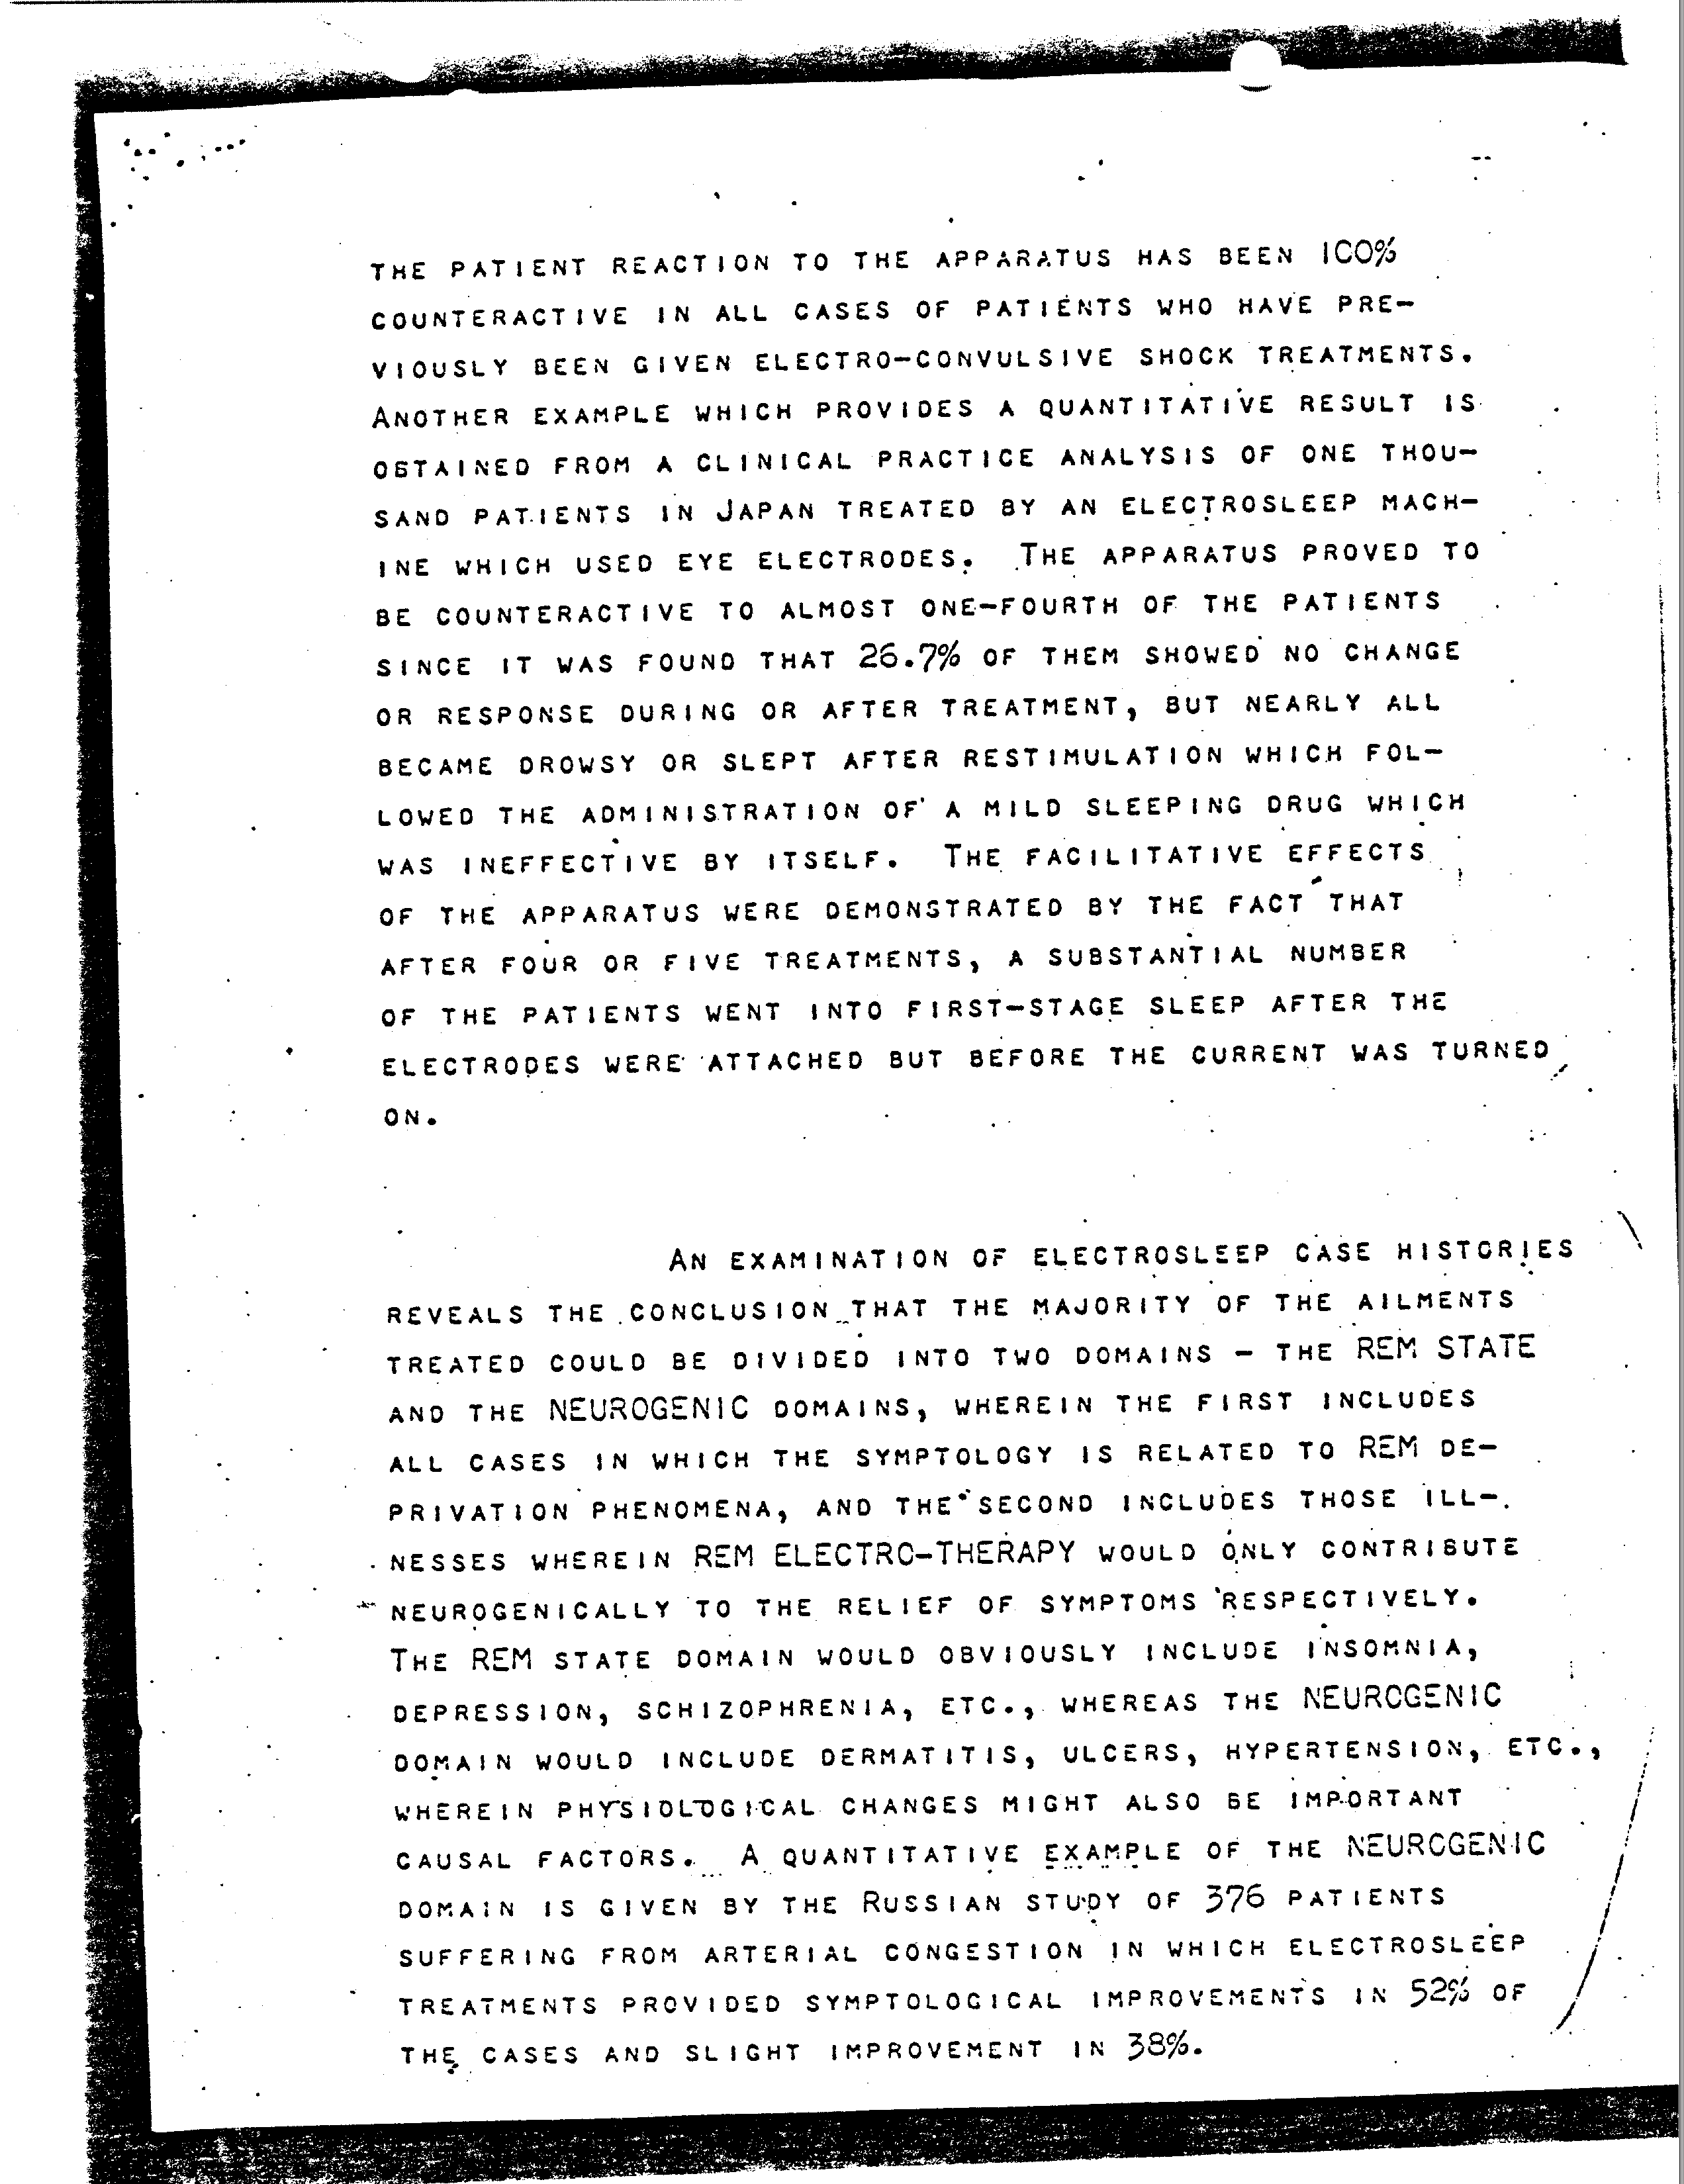 THE PATIENT REACTION TO THE APPARATUS HAS BEEN 100%
COUNTERACTIVE IN ALL CASES OF PATIENTS WHO HAVE PRE-
VIOUSLY BEEN GIVEN ELECTRO-CONVULSIVE SHOCK TREATMENTS.
ANOTHER EXAMPLE WHICH PROVIDES A QUANTITATIVE RESULT IS
OBTAINED FROM A CLINICAL PRACTICE ANALYSIS OF ONE THOU-
SAND PATIENTS IN JAPAN TREATED BY AN ELECTROSLEEP MACH-
INE WHICH USED EYE ELECTRODES. THE APPARATUS PROVED TO
BE COUNTERACTIVE TO ALMOST ONE-FOURTH OF THE PATIENTS
SINCE IT WAS FOUND THAT 26.7% OF THEM SHOWED NO CHANGE
OR RESPONSE DURING OR AFTER TREATMENT, BUT NEARLY ALL
BECAME DROWSY OR SLEPT AFTER RESTIMULATION WHICH FOL-
LOWED THE ADMINISTRATION OF A MILD SLEEPING DRUG WHICH
WAS INEFFECTIVE BY ITSELF. THE FACILITATIVE EFFECTS
OF THE APPARATUS WERE DEMONSTRATED BY THE FACT THAT
AFTER FOUR OR FIVE TREATMENTS, A SUBSTANTIAL NUMBER
OF THE PATIENTS WENT INTO FIRST-STAGE SLEEP AFTER THE
ELECTRODES WERE ATTACHED BUT BEFORE THE CURRENT WAS TURNED
ON.
AN EXAMINATION OF ELECTROSLEEP CASE HISTORIES
REVEALS THE CONCLUSION THAT THE MAJORITY OF THE AILMENTS
TREATED COULD BE DIVIDED INTO TWO DOMAINS - THE REM STATE
AND THE NEUROGENIC DOMAINS, WHEREIN THE FIRST INCLUDES
ALL CASES IN WHICH THE SYMPTOLOGY IS RELATED TO REM DE-
PRIVATION PHENOMENA, AND THE SECOND INCLUDES THOSE ILL-
NESSES WHEREIN REM ELECTRO-THERAPY WOULD ONLY CONTRIBUTE
NEUROGENICALLY TO THE RELIEF OF SYMPTOMS RESPECTIVELY.
THE REM STATE DOMAIN WOULD OBVIOUSLY INCLUDE INSOMNIA,
DEPRESSION, SCHIZOPHRENIA, ETC., WHEREAS THE NEUROGENIC
DOMAIN WOULD INCLUDE DERMATITIS, ULCERS, HYPERTENSION, ETC.,
WHEREIN PHYSIOLOGICAL CHANGES MIGHT ALSO BE IMPORTANT
CAUSAL FACTORS. A QUANTITATIVE EXAMPLE OF THE NEUROGENIC
DOMAIN IS GIVEN BY THE RUSSIAN STUDY OF 376 PATIENTS
SUFFERING FROM ARTERIAL CONGESTION IN WHICH ELECTROSLEEP
TREATMENTS PROVIDED SYMPTOLOGICAL IMPROVEMENTS IN 52% OF
THE CASES AND SLIGHT IMPROVEMENT IN 38%.